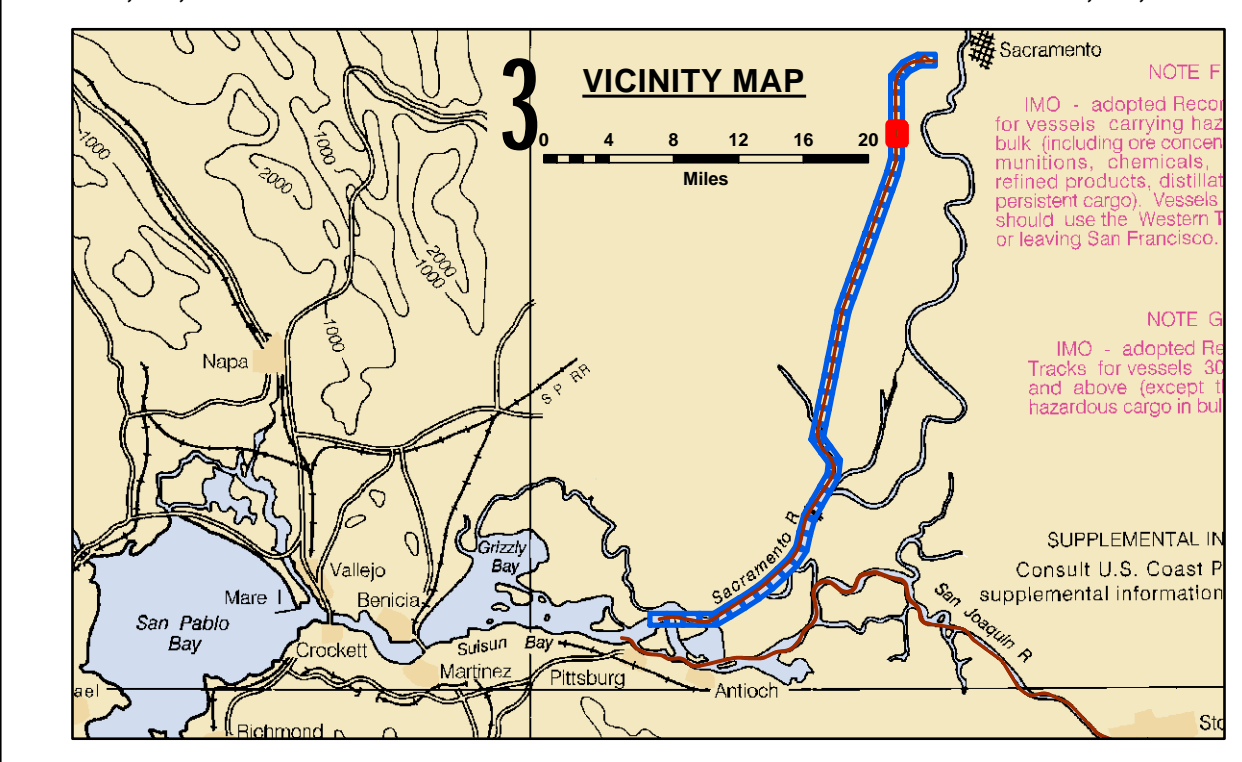 Sacramento
NOTE F
3
VICINITY MAP
IMO - adopted Recor
for vessels carrying haz
bulk (including ore concen
munitions, chemicals,
refined products, distillat
persistent cargo). Vessels
should use the Western T
or leaving San Francisco.
0 4 8 12 16 20
Miles
1000
1000
2000
2000
1000
1000
NOTE G
IMO - adopted Re
Tracks for vessels 30
and above (except t
hazardous cargo in bul
Napa
S P RR
Sacramento R
Grizzly
Bay
SUPPLEMENTAL IN
Consult U.S. Coast P
supplemental information
Vallejo
Mare I
Benicia
San Pablo
Bay
San Joaquin R
Crockett
Suisun Bay
Martinez
Pittsburg
Antioch
ael
Richmond
Sto